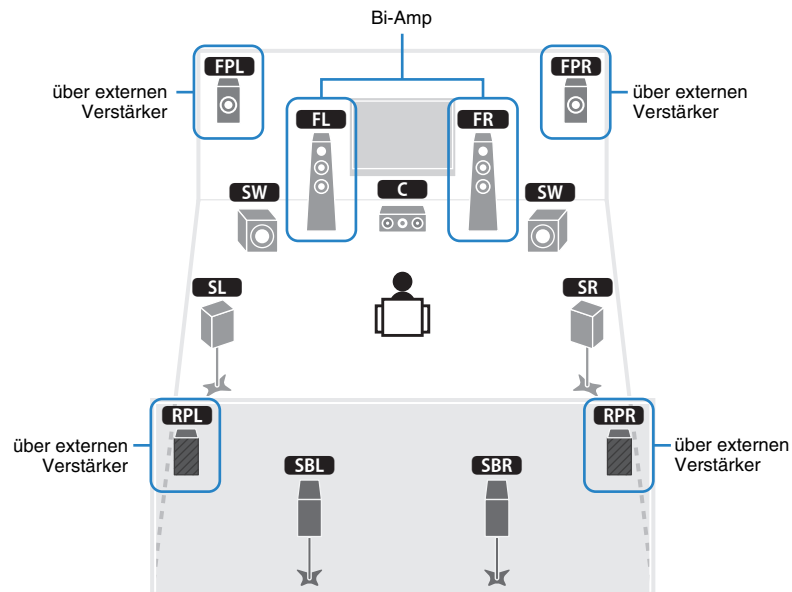 Bi-Amp
FPL
FPR
über externen
Verstärker
über externen
Verstärker
FL
FR
SW
C
SW
SL
SR
RPL
RPR
über externen
Verstärker
über externen
Verstärker
SBL
SBR